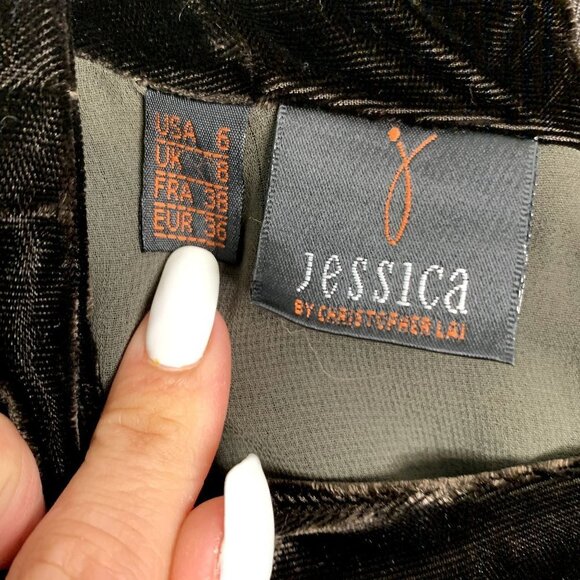 USA 6
UK 8
FRA 38
EUR 36
Jessica
BY CHRISTOPHER LAI